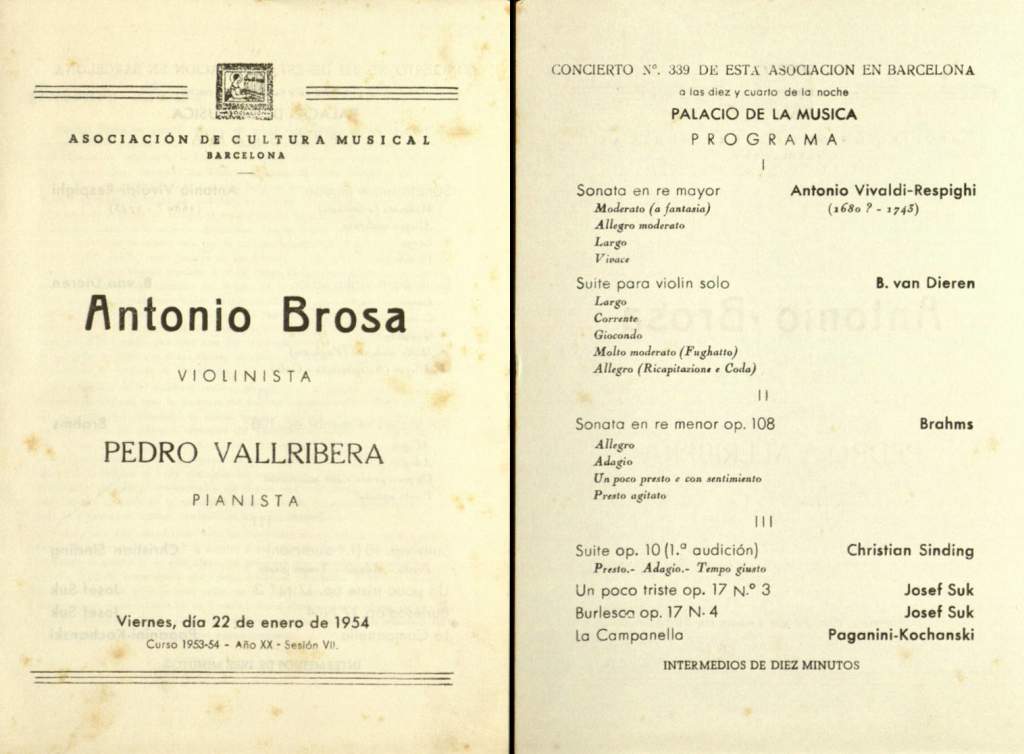 ASOCIACIÓN DE CULTURA MUSICAL
BARCELONA
Antonio Brosa
VIOLINISTA
PEDRO VALLRIBERA
PIANISTA
Viernes, día 22 de enero de 1954
Curso 1953-54 - Año XX - Sesión VII.
CONCIERTO Nº. 339 DE ESTA ASOCIACION EN BARCELONA
a las diez y cuarto de la noche
PALACIO DE LA MUSICA
PROGRAMA
I
Sonata en re mayor Antonio Vivaldi-Respighi
Moderato (a fantasia) (1680 ? - 1743)
Allegro moderato
Largo
Vivace
Suite para violin solo B. van Dieren
Largo
Corrente
Giocondo
Molto moderato (Fughatto)
Allegro (Ricapitazione e Coda)
II
Sonata en re menor op. 108 Brahms
Allegro
Adagio
Un poco presto e con sentimiento
Presto agitato
III
Suite op. 10 (1.ª audición) Christian Sinding
Presto.- Adagio.- Tempo giusto
Un poco triste op. 17 N.º 3 Josef Suk
Burlesca op. 17 N. 4 Josef Suk
La Campanella Paganini-Kochanski
INTERMEDIOS DE DIEZ MINUTOS